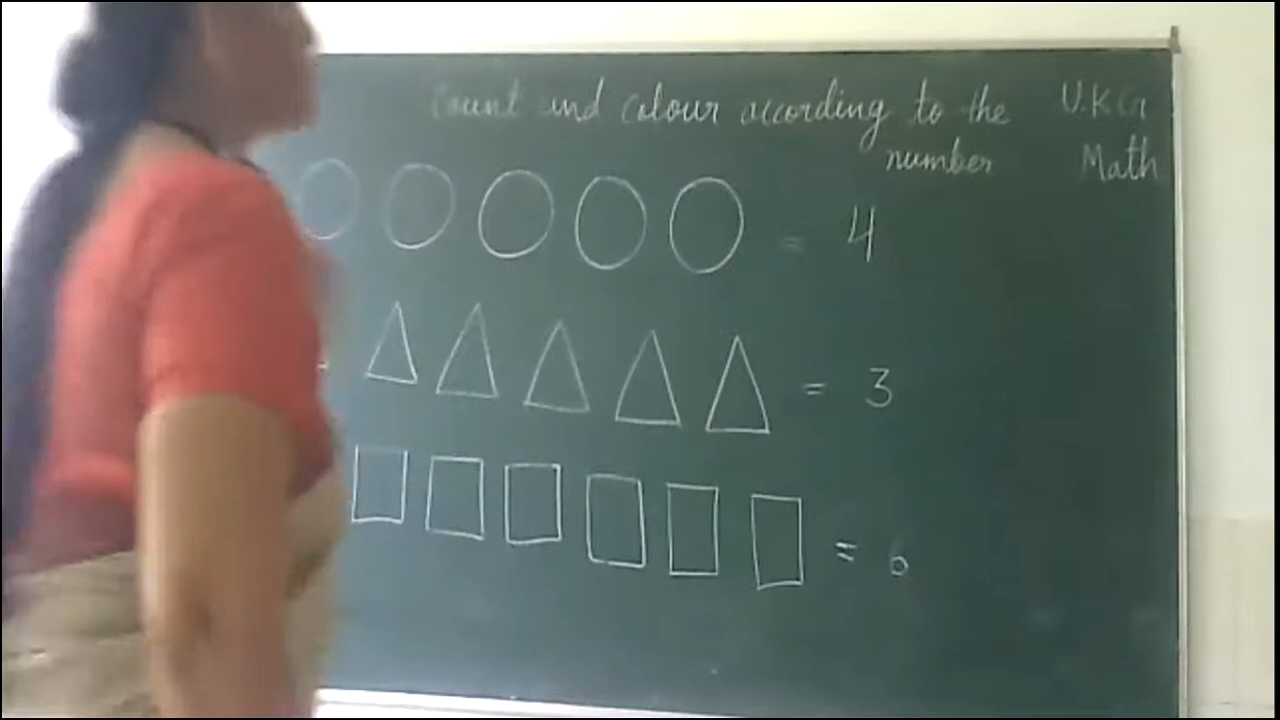 count and colour according to the
number
U.K.G
Math
= 4
= 3
= 6